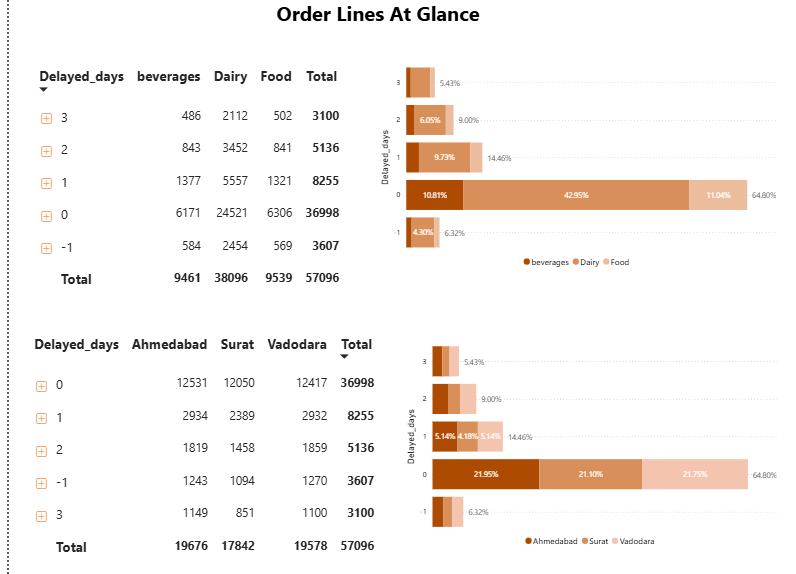 Order Lines At Glance
Delayed_days beverages Dairy Food Total
3 486 2112 502 3100
2 843 3452 841 5136
1 1377 5557 1321 8255
0 6171 24521 6306 36998
-1 584 2454 569 3607
Total 9461 38096 9539 57096
Delayed_days
3 5.43%
2 6.05% 9.00%
1 9.73% 14.46%
0 10.81% 42.95% 11.04% 64.80%
-1 4.30% 6.32%
beverages Dairy Food
Delayed_days Ahmedabad Surat Vadodara Total
0 12531 12050 12417 36998
1 2934 2389 2932 8255
2 1819 1458 1859 5136
-1 1243 1094 1270 3607
3 1149 851 1100 3100
Total 19676 17842 19578 57096
Delayed_days
3 5.43%
2 9.00%
1 5.14% 4.18% 5.14% 14.46%
0 21.95% 21.10% 21.75% 64.80%
-1 6.32%
Ahmedabad Surat Vadodara